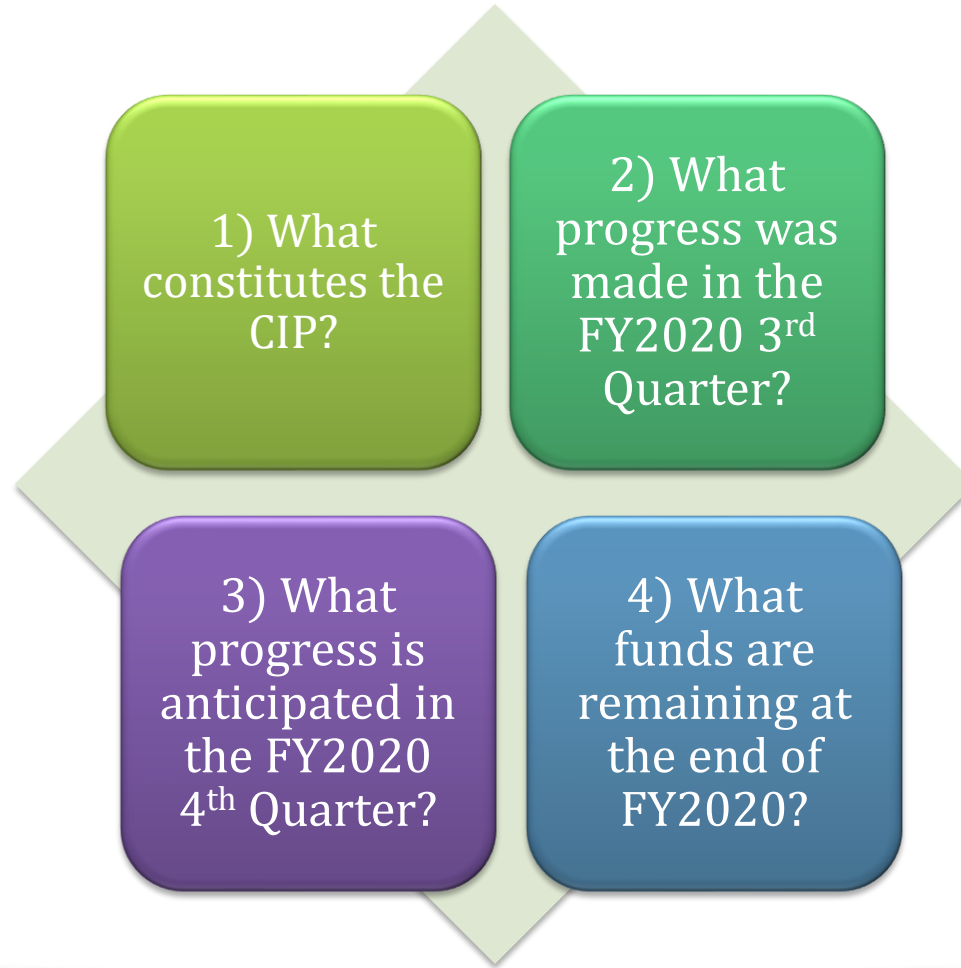 1) What
constitutes the
CIP?
2) What
progress was
made in the
FY2020 3rd
Quarter?
3) What
progress is
anticipated in
the FY2020
4th Quarter?
4) What
funds are
remaining at
the end of
FY2020?